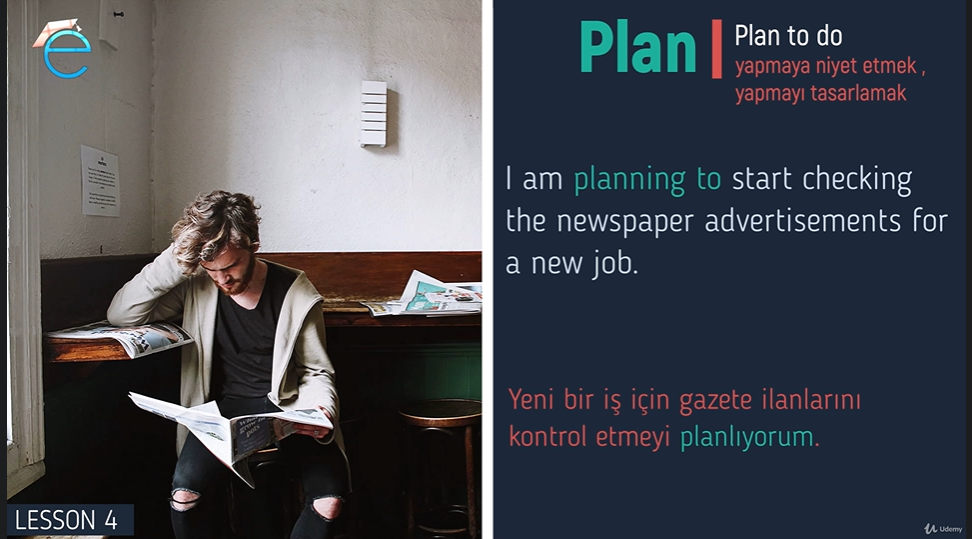 Plan
Plan to do
yapmaya niyet etmek ,
yapmayı tasarlamak
I am planning to start checking
the newspaper advertisements for
a new job.
Yeni bir iş için gazete ilanlarını
kontrol etmeyi planlıyorum.
LESSON 4
Udemy